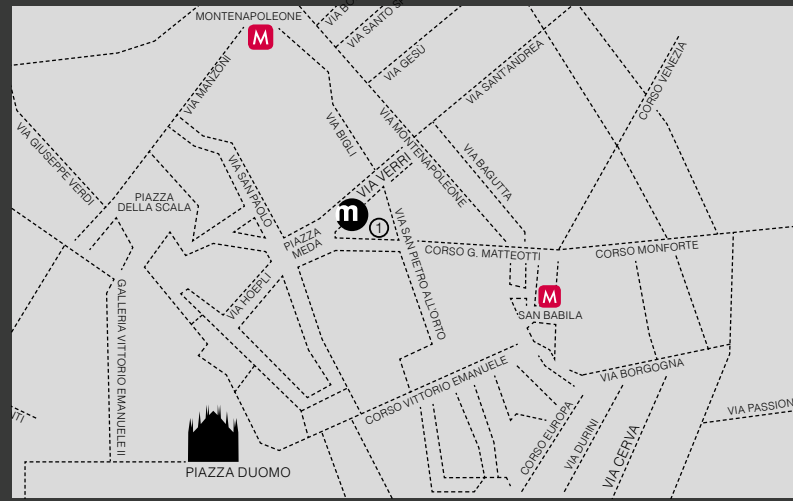 MONTENAPOLEONE
M
VIA SANTO SP
VIA GESÙ
VIA SANT'ANDREA
CORSO VENEZIA
VIA MANZONI
VIA GIUSEPPE VERDI
VIA BIGLI
VIA MONTENAPOLEONE
VIA BAGUTTA
VIA SAN PAOLO
VIA VERRI
PIAZZA
DELLA SCALA
m
1
PIAZZA
MEDA
VIA SAN PIETRO ALL'ORTO
CORSO G. MATTEOTTI
CORSO MONFORTE
VIA HOEPLI
GALLERIA VITTORIO EMANUELE II
M
SAN BABILA
CORSO VITTORIO EMANUELE
VIA BORGOGNA
CORSO EUROPA
VIA DURINI
VIA CERVA
VIA PASSION
PIAZZA DUOMO